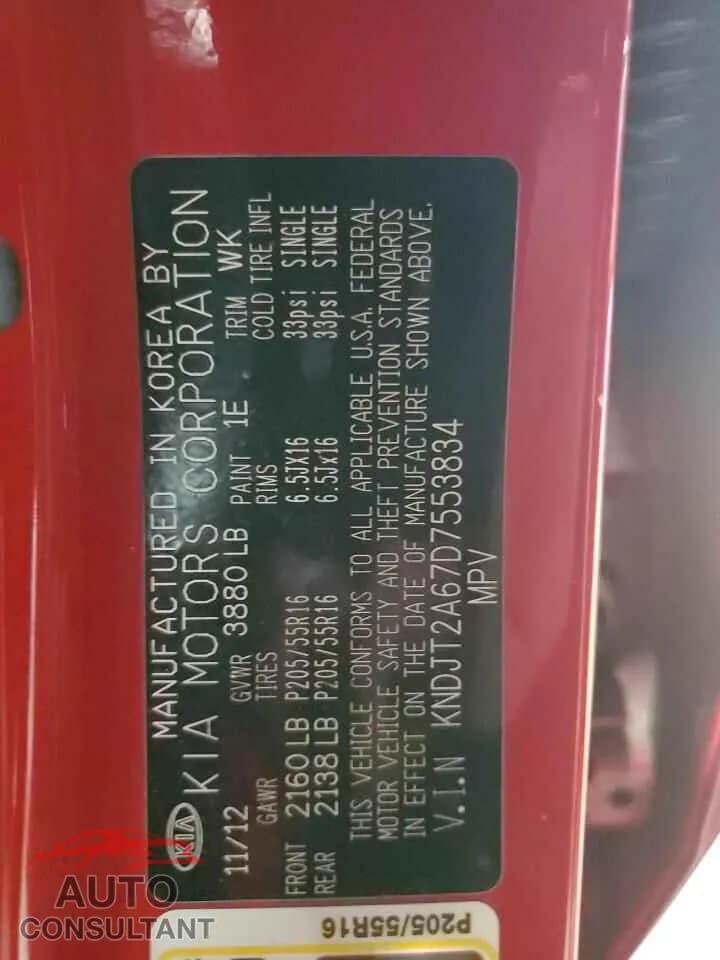 KIA
MANUFACTURED IN KOREA BY
KIA MOTORS CORPORATION
11/12 GVWR 3880 LB PAINT 1E TRIM WK
GAWR TIRES RIMS COLD TIRE INFL
FRONT 2160 LB P205/55R16 6.5Jx16 33psi SINGLE
REAR 2138 LB P205/55R16 6.5Jx16 33psi SINGLE
THIS VEHICLE CONFORMS TO ALL APPLICABLE U.S.A. FEDERAL
MOTOR VEHICLE SAFETY AND THEFT PREVENTION STANDARDS
IN EFFECT ON THE DATE OF MANUFACTURE SHOWN ABOVE.
V.I.N KNDJT2A67D7553834
MPV
P205/55R16
AUTO
CONSULTANT